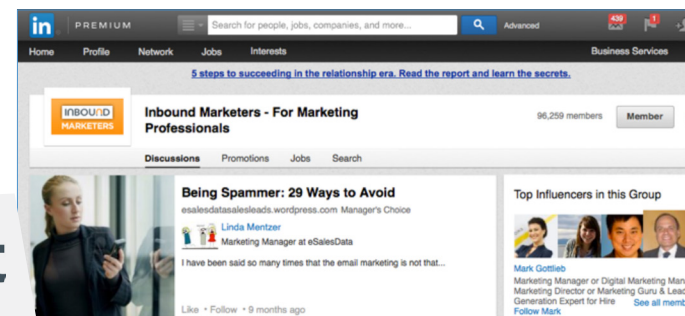 in PREMIUM Search for people, jobs, companies, and more... Advanced 439 1
Home Profile Network Jobs Interests Business Services
5 steps to succeeding in the relationship era. Read the report and learn the secrets.
INBOUND
MARKETERS
Inbound Marketers - For Marketing
Professionals
96,259 members Member
Discussions Promotions Jobs Search
Being Spammer: 29 Ways to Avoid
esalesdatasalesleads.wordpress.com Manager's Choice
Linda Mentzer
Marketing Manager at eSalesData
I have been said so many times that the email marketing is not that...
Like • Follow • 9 months ago
t
Top Influencers in this Group
Mark Gottlieb
Marketing Manager or Digital Marketing Man
Marketing Director or Marketing Guru & Lead
Generation Expert for Hire See all memb
Follow Mark